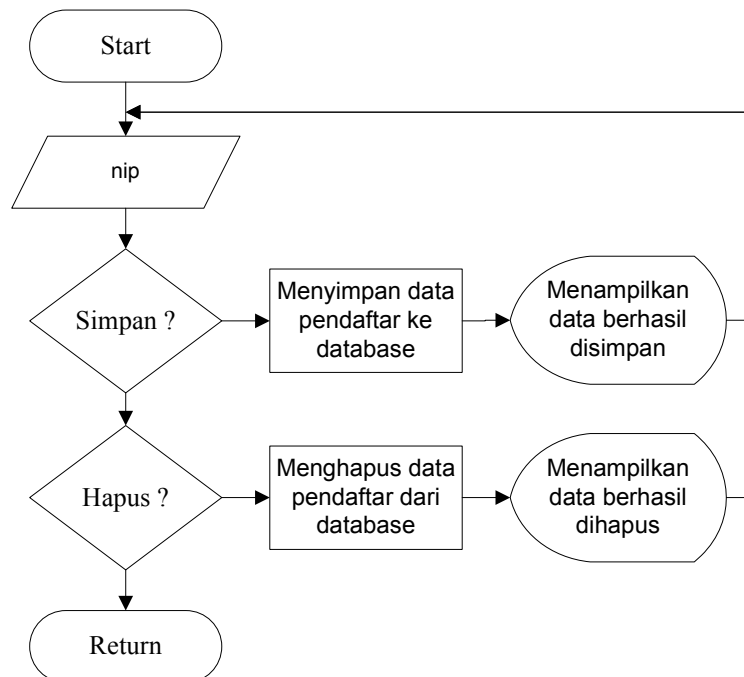 Start
nip
Simpan ?
Menyimpan data
pendaftar ke
database
Menampilkan
data berhasil
disimpan
Hapus ?
Menghapus data
pendaftar dari
database
Menampilkan
data berhasil
dihapus
Return